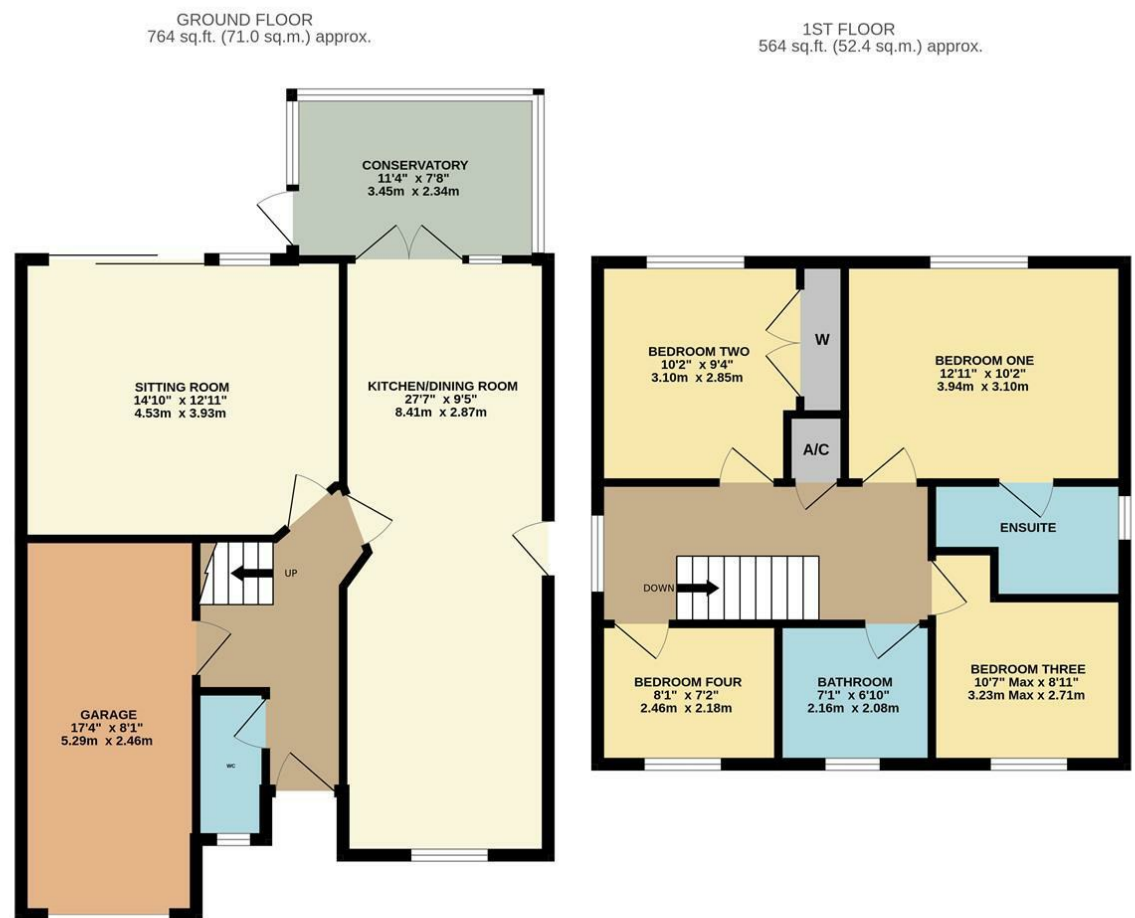 GROUND FLOOR
764 sq.ft. (71.0 sq.m.) approx.
1ST FLOOR
564 sq.ft. (52.4 sq.m.) approx.
CONSERVATORY
11'4" x 7'8"
3.45m x 2.34m
SITTING ROOM
14'10" x 12'11"
4.53m x 3.93m
KITCHEN/DINING ROOM
27'7" x 9'5"
8.41m x 2.87m
UP
GARAGE
17'4" x 8'1"
5.29m x 2.46m
WC
BEDROOM TWO
10'2" x 9'4"
3.10m x 2.85m
W
BEDROOM ONE
12'11" x 10'2"
3.94m x 3.10m
A/C
ENSUITE
DOWN
BEDROOM FOUR
8'1" x 7'2"
2.46m x 2.18m
BATHROOM
7'1" x 6'10"
2.16m x 2.08m
BEDROOM THREE
10'7" Max x 8'11"
3.23m Max x 2.71m